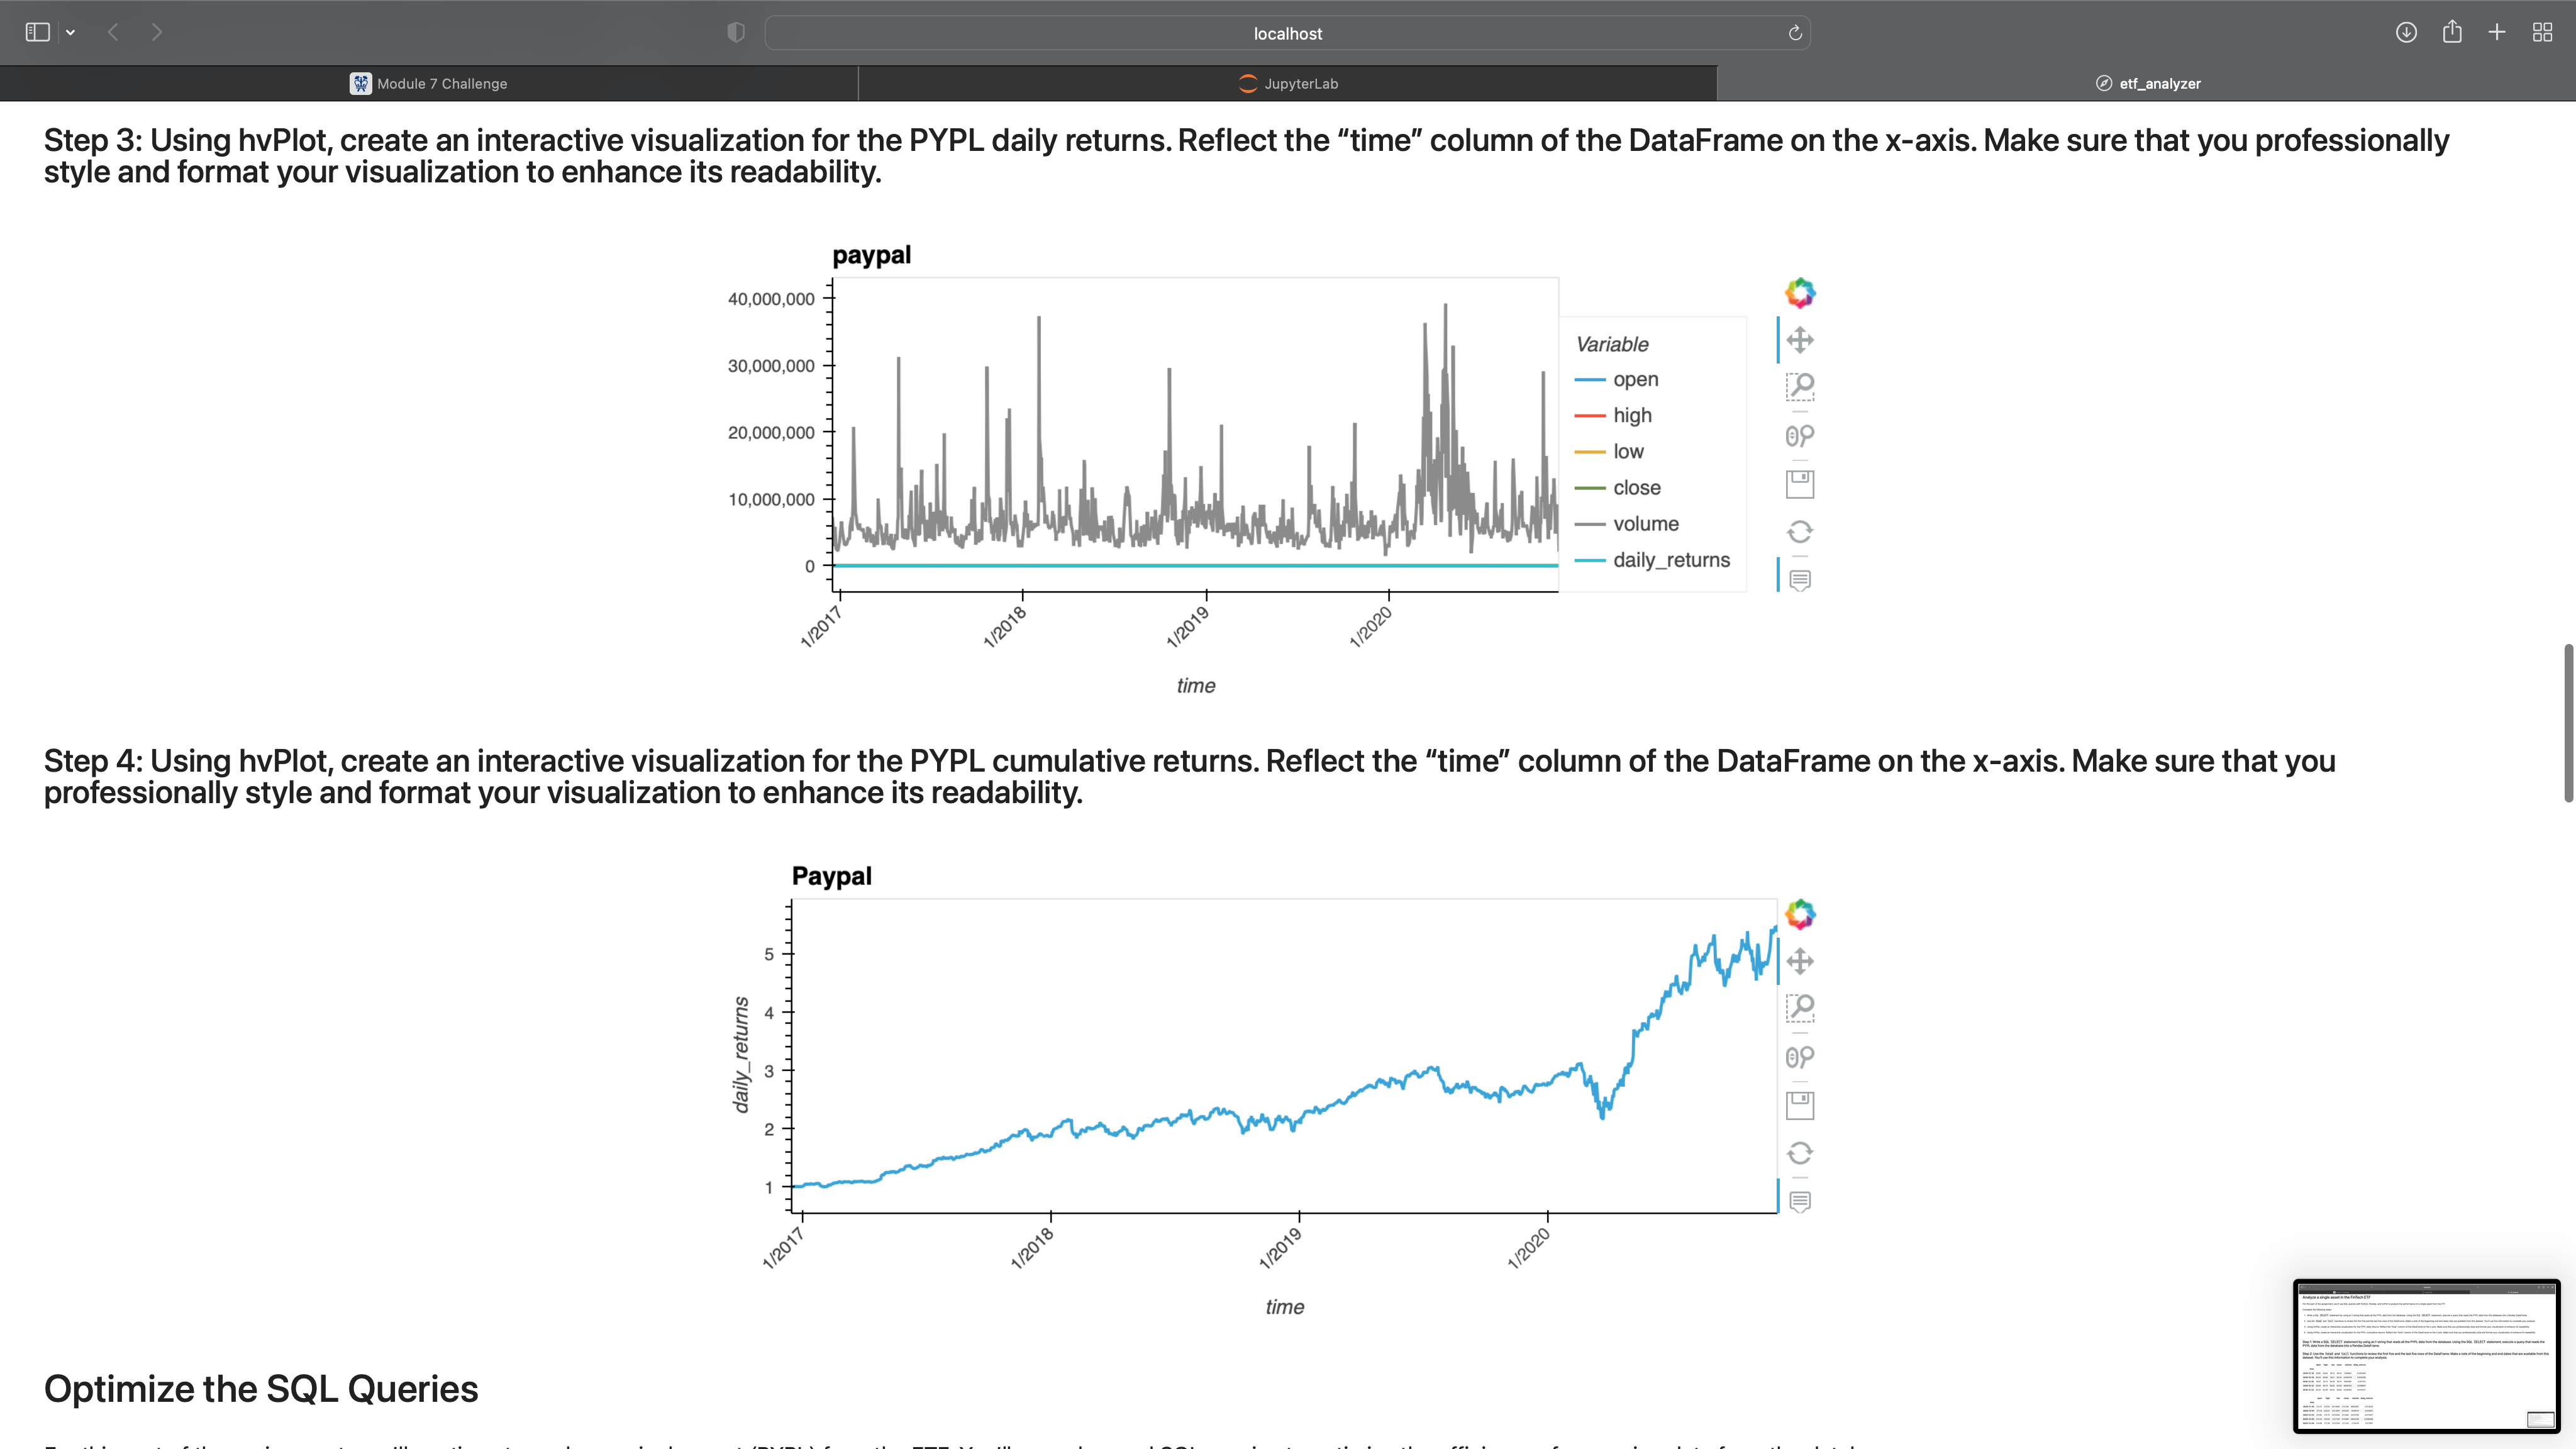 localhost
Module 7 Challenge
JupyterLab
etf_analyzer
Step 3: Using hvPlot, create an interactive visualization for the PYPL daily returns. Reflect the “time” column of the DataFrame on the x-axis. Make sure that you professionally
style and format your visualization to enhance its readability.
paypal
40,000,000
30,000,000
20,000,000
10,000,000
0
1/2017
1/2018
1/2019
1/2020
time
Variable
open
high
low
close
volume
daily_returns
Step 4: Using hvPlot, create an interactive visualization for the PYPL cumulative returns. Reflect the “time” column of the DataFrame on the x-axis. Make sure that you
professionally style and format your visualization to enhance its readability.
Paypal
daily_returns
5
4
3
2
1
1/2017
1/2018
1/2019
1/2020
time
Optimize the SQL Queries